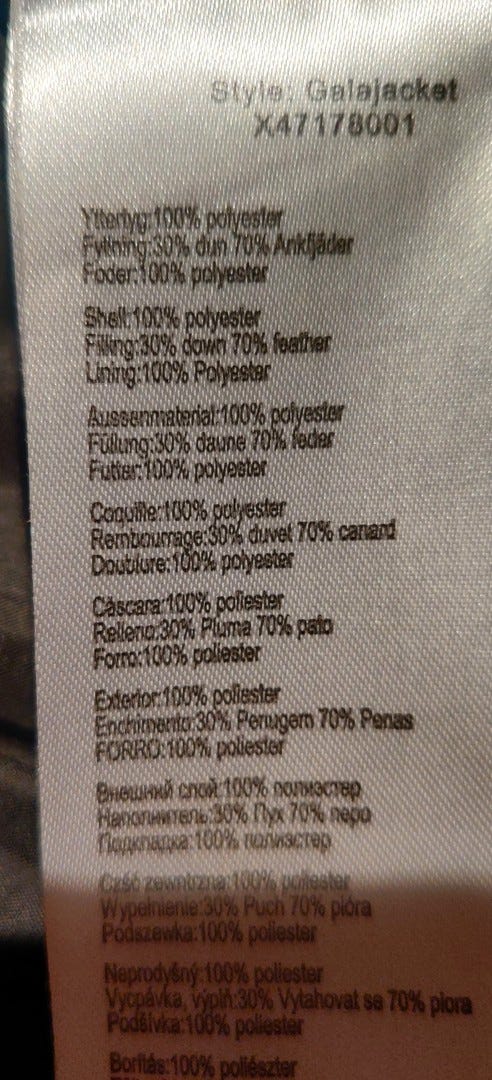 Style: Galajacket
X47178001
Yttertyg:100% polyester
Fyllning:30% dun 70% Ankfjäder
Foder:100% polyester
Shell:100% polyester
Filling:30% down 70% feather
Lining:100% Polyester
Aussenmaterial:100% polyester
Füllung:30% daune 70% feder
Futter:100% polyester
Coquille:100% polyester
Rembourrage:30% duvet 70% canard
Doublure:100% polyester
Càscara:100% poliester
Relleno:30% Pluma 70% pato
Forro:100% poliester
Exterior:100% poliester
Enchimento:30% Penugem 70% Penas
FORRO:100% poliester
Внешний слой:100% полиэстер
Наполнитель:30% Пух 70% перо
Подкладка:100% полиэстер
Czść zewntrzna:100% poliester
Wypełnienie:30% Puch 70% pióra
Podszewka:100% poliester
Neprodyšný:100% poliester
Vycpávka, výplň:30% Vytahovat se 70% piora
Podšívka:100% poliester
Borítás:100% poliészter